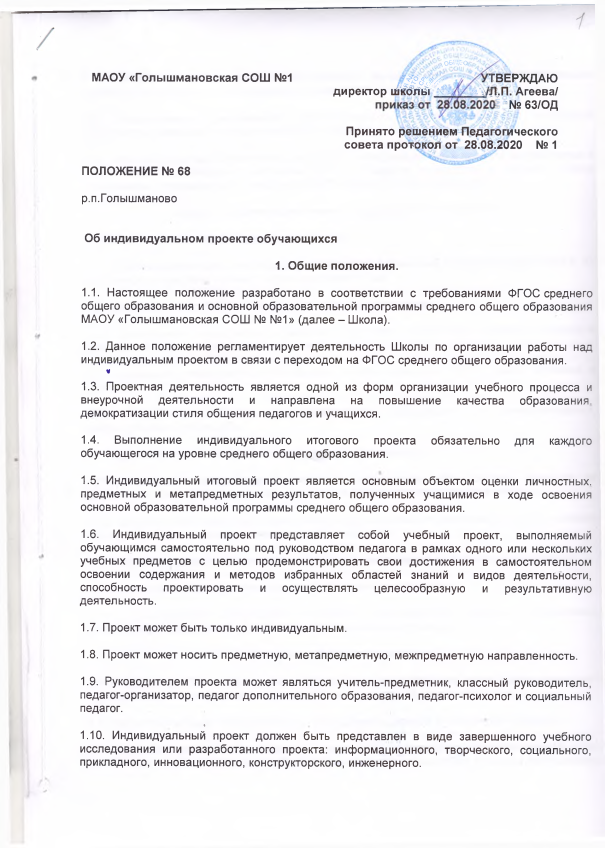 1
МАОУ «Голышмановская СОШ №1 УТВЕРЖДАЮ
директор школы ________/Л.П. Агеева/
приказ от 28.08.2020 № 63/ОД
Принято решением Педагогического
совета протокол от 28.08.2020 № 1
ПОЛОЖЕНИЕ № 68
р.п.Голышманово
Об индивидуальном проекте обучающихся
1. Общие положения.
1.1. Настоящее положение разработано в соответствии с требованиями ФГОС среднего
общего образования и основной образовательной программы среднего общего образования
МАОУ «Голышмановская СОШ № №1» (далее – Школа).
1.2. Данное положение регламентирует деятельность Школы по организации работы над
индивидуальным проектом в связи с переходом на ФГОС среднего общего образования.
1.3. Проектная деятельность является одной из форм организации учебного процесса и
внеурочной деятельности и направлена на повышение качества образования,
демократизации стиля общения педагогов и учащихся.
1.4. Выполнение индивидуального итогового проекта обязательно для каждого
обучающегося на уровне среднего общего образования.
1.5. Индивидуальный итоговый проект является основным объектом оценки личностных,
предметных и метапредметных результатов, полученных учащимися в ходе освоения
основной образовательной программы среднего общего образования.
1.6. Индивидуальный проект представляет собой учебный проект, выполняемый
обучающимся самостоятельно под руководством педагога в рамках одного или нескольких
учебных предметов с целью продемонстрировать свои достижения в самостоятельном
освоении содержания и методов избранных областей знаний и видов деятельности,
способность проектировать и осуществлять целесообразную и результативную
деятельность.
1.7. Проект может быть только индивидуальным.
1.8. Проект может носить предметную, метапредметную, межпредметную направленность.
1.9. Руководителем проекта может являться учитель-предметник, классный руководитель,
педагог-организатор, педагог дополнительного образования, педагог-психолог и социальный
педагог.
1.10. Индивидуальный проект должен быть представлен в виде завершенного учебного
исследования или разработанного проекта: информационного, творческого, социального,
прикладного, инновационного, конструкторского, инженерного.